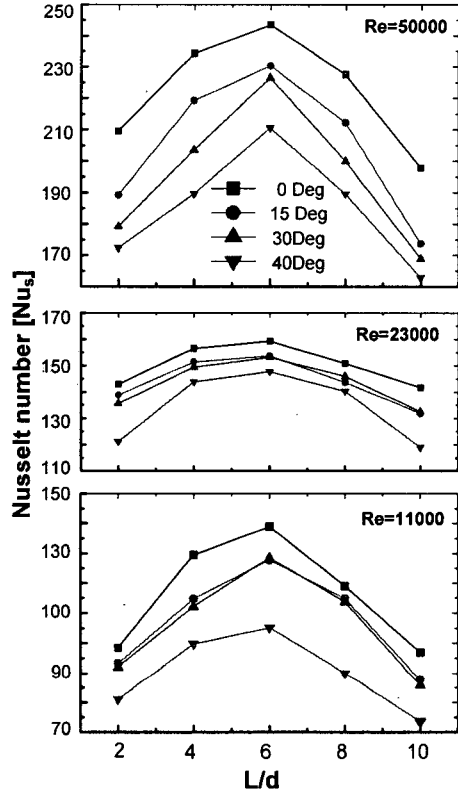 Nusselt number [Nus]
250
230
210
190
170
Re=50000
0 Deg
15 Deg
30Deg
40Deg
170
150
130
110
Re=23000
150
130
110
90
70
Re=11000
2 4 6 8 10
L/d